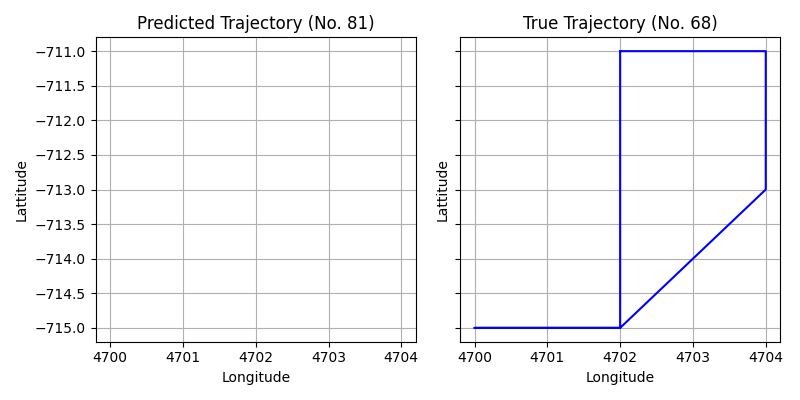 Predicted Trajectory (No. 81)
True Trajectory (No. 68)
−711.0
−711.5
−712.0
−712.5
−713.0
−713.5
−714.0
−714.5
−715.0
Lattitude
Lattitude
4700 4701 4702 4703 4704
4700 4701 4702 4703 4704
Longitude
Longitude